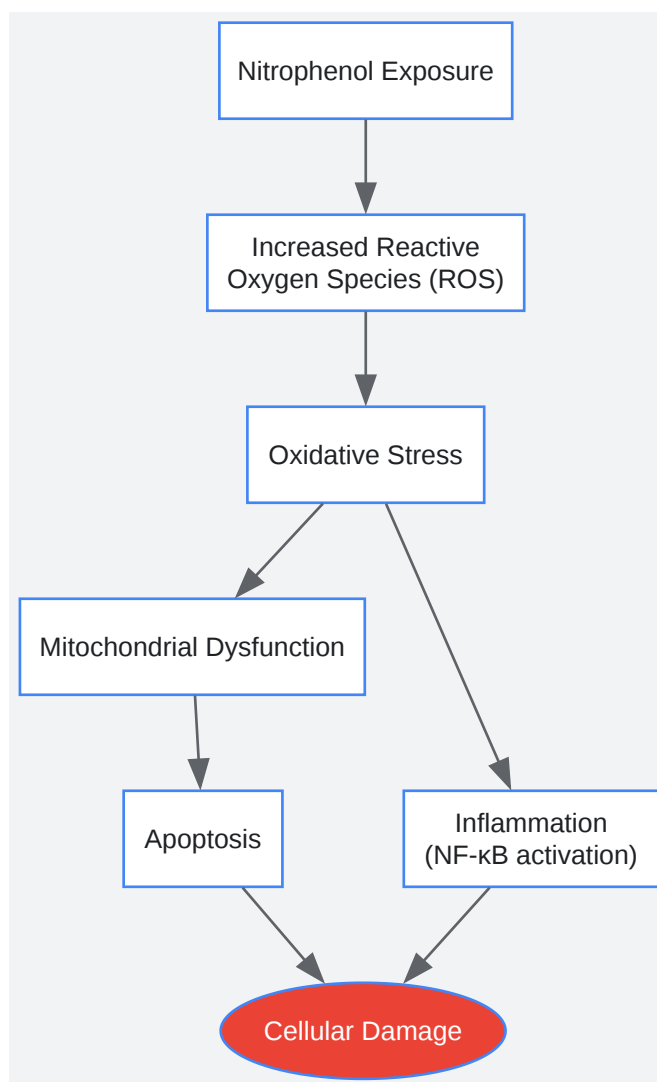 Nitrophenol Exposure
Increased Reactive
Oxygen Species (ROS)
Oxidative Stress
Mitochondrial Dysfunction
Apoptosis
Inflammation
(NF-κB activation)
Cellular Damage